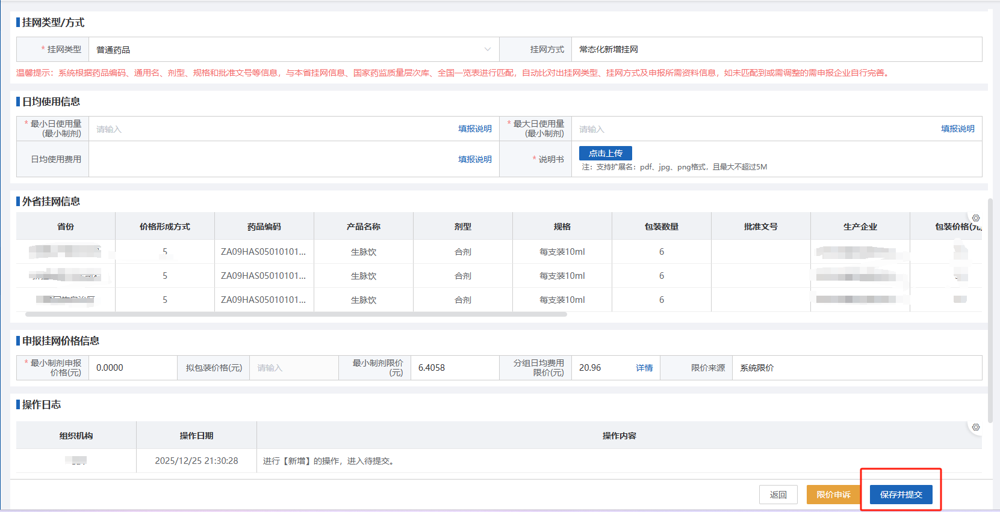 挂网类型/方式
* 挂网类型 普通药品 挂网方式 常态化新增挂网
温馨提示：系统根据药品编码、通用名、剂型、规格和批准文号等信息，与本省挂网信息、国家药监质量层次库、全国一览表进行匹配，自动比对出挂网类型、挂网方式及申报所需资料信息，如未匹配到或需调整的需申报企业自行完善。
日均使用信息
* 最小日使用量(最小制剂) 请输入 填报说明 * 最大日使用量(最小制剂) 请输入 填报说明
日均使用费用 填报说明 * 说明书 点击上传
注：支持扩展名：pdf、jpg、png格式，且最大不超过5M
外省挂网信息
省份 价格形成方式 药品编码 产品名称 剂型 规格 包装数量 批准文号 生产企业 包装价格(元
5 ZA09HAS05010101... 生脉饮 合剂 每支装10ml 6
5 ZA09HAS05010101... 生脉饮 合剂 每支装10ml 6
5 ZA09HAS05010101... 生脉饮 合剂 每支装10ml 6
申报挂网价格信息
* 最小制剂申报价格(元) 0.0000 拟包装价格(元) 请输入 最小制剂限价(元) 6.4058 分组日均费用限价(元) 20.96 详情 限价来源 系统限价
操作日志
组织机构 操作日期 操作内容
2025/12/25 21:30:28 进行【新增】的操作，进入待提交。
返回 限价申诉 保存并提交